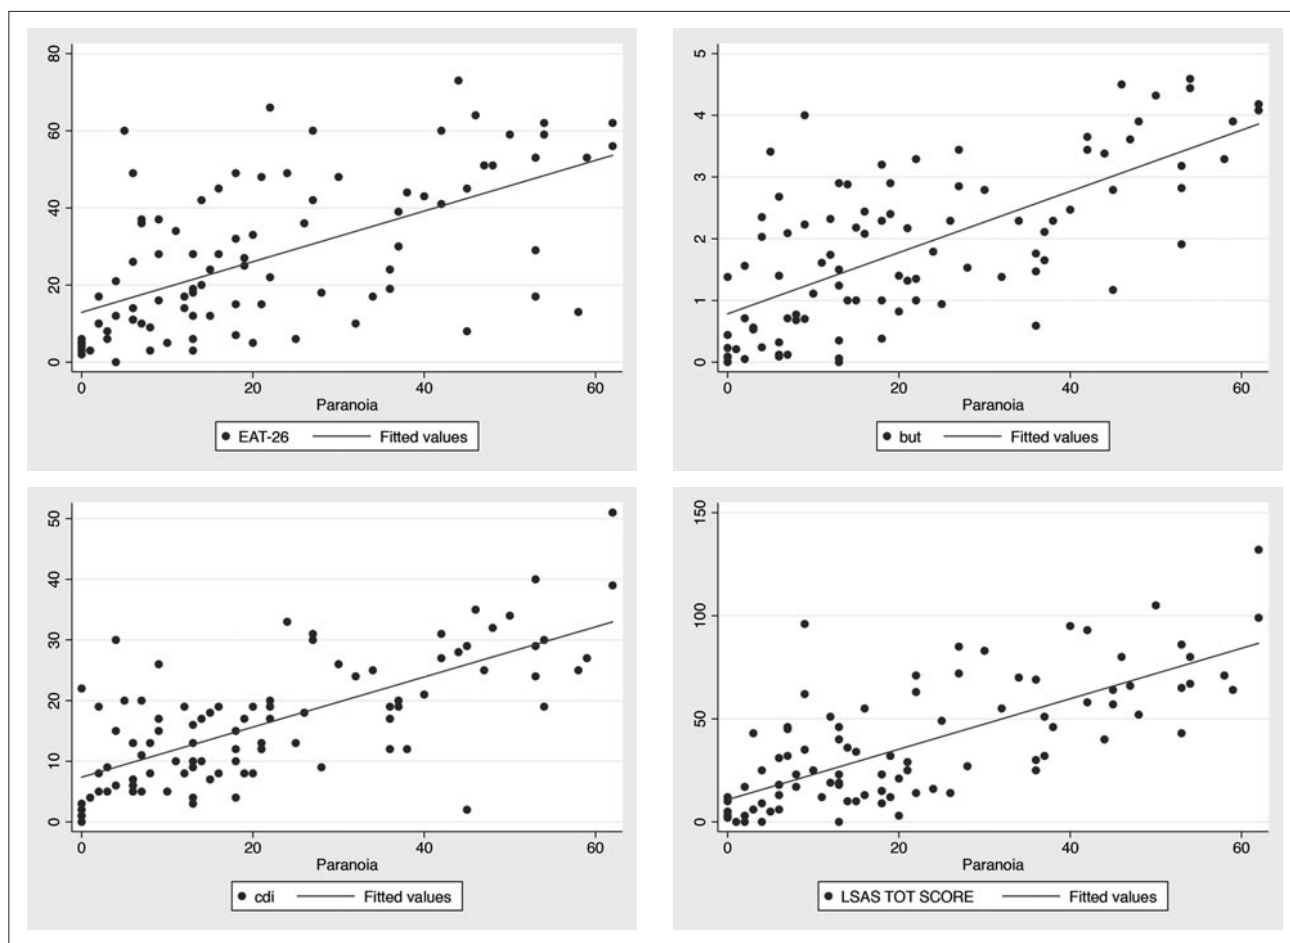 80
60
40
20
0
0 20 40 60
Paranoia
EAT-26 Fitted values
5
4
3
2
1
0
0 20 40 60
Paranoia
but Fitted values
50
40
30
20
10
0
0 20 40 60
Paranoia
cdi Fitted values
150
100
50
0
0 20 40 60
Paranoia
LSAS TOT SCORE Fitted values